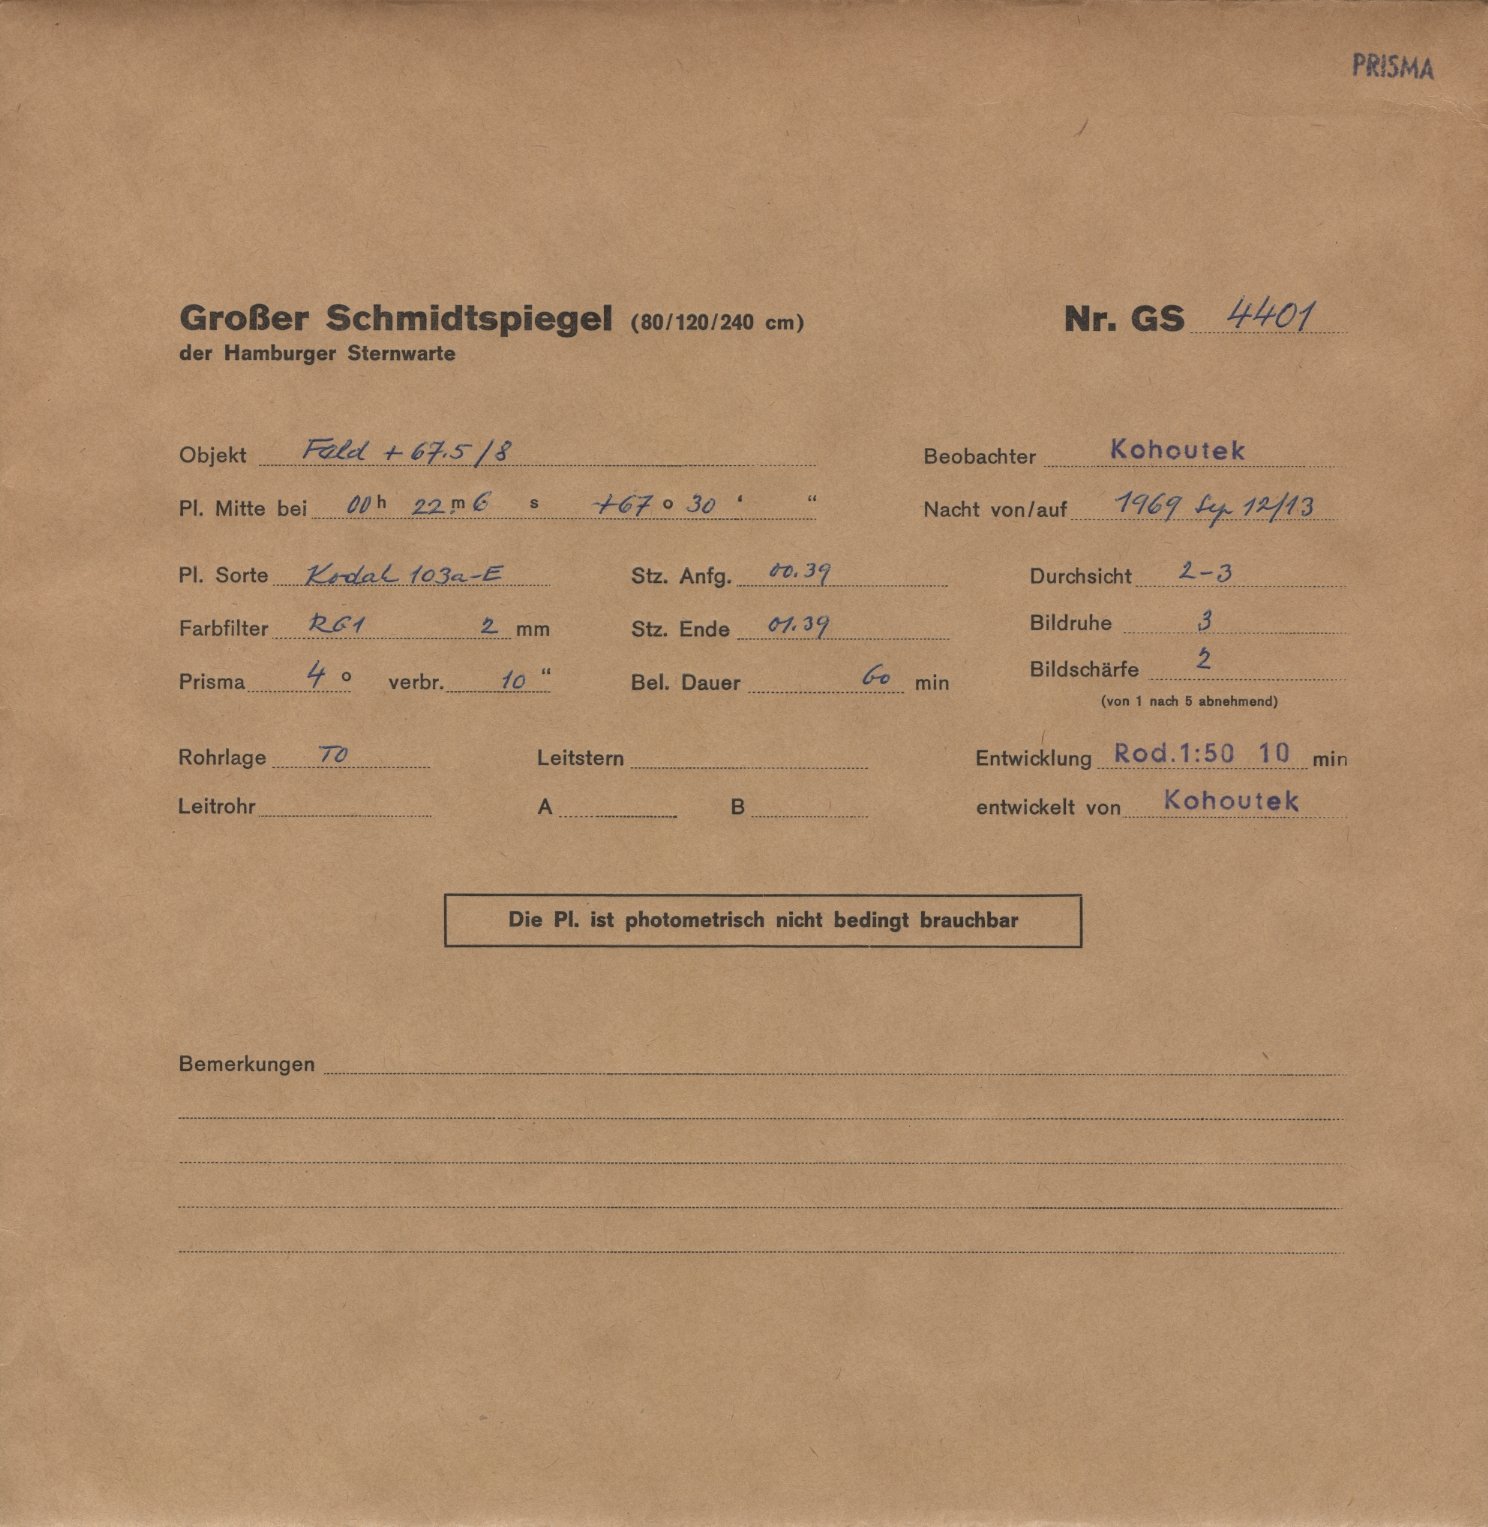 PRISMA
Großer Schmidtspiegel (80/120/240 cm) Nr. GS 4401
der Hamburger Sternwarte
Objekt Feld +67.5/8 Beobachter Kohoutek
Pl. Mitte bei 00 h 22 m 6 s +67 o 30 ‘ “ Nacht von/auf 1969 Sep 12/13
Pl. Sorte Kodak 103a-E Stz. Anfg. 00.39 Durchsicht 2-3
Farbfilter RG1 2 mm Stz. Ende 01.39 Bildruhe 3
Prisma 4 o verbr. 10 “ Bel. Dauer 60 min Bildschärfe 2
(von 1 nach 5 abnehmend)
Rohrlage TO Leitstern Entwicklung Rod.1:50 10 min
Leitrohr A B entwickelt von Kohoutek
Die Pl. ist photometrisch nicht bedingt brauchbar
Bemerkungen